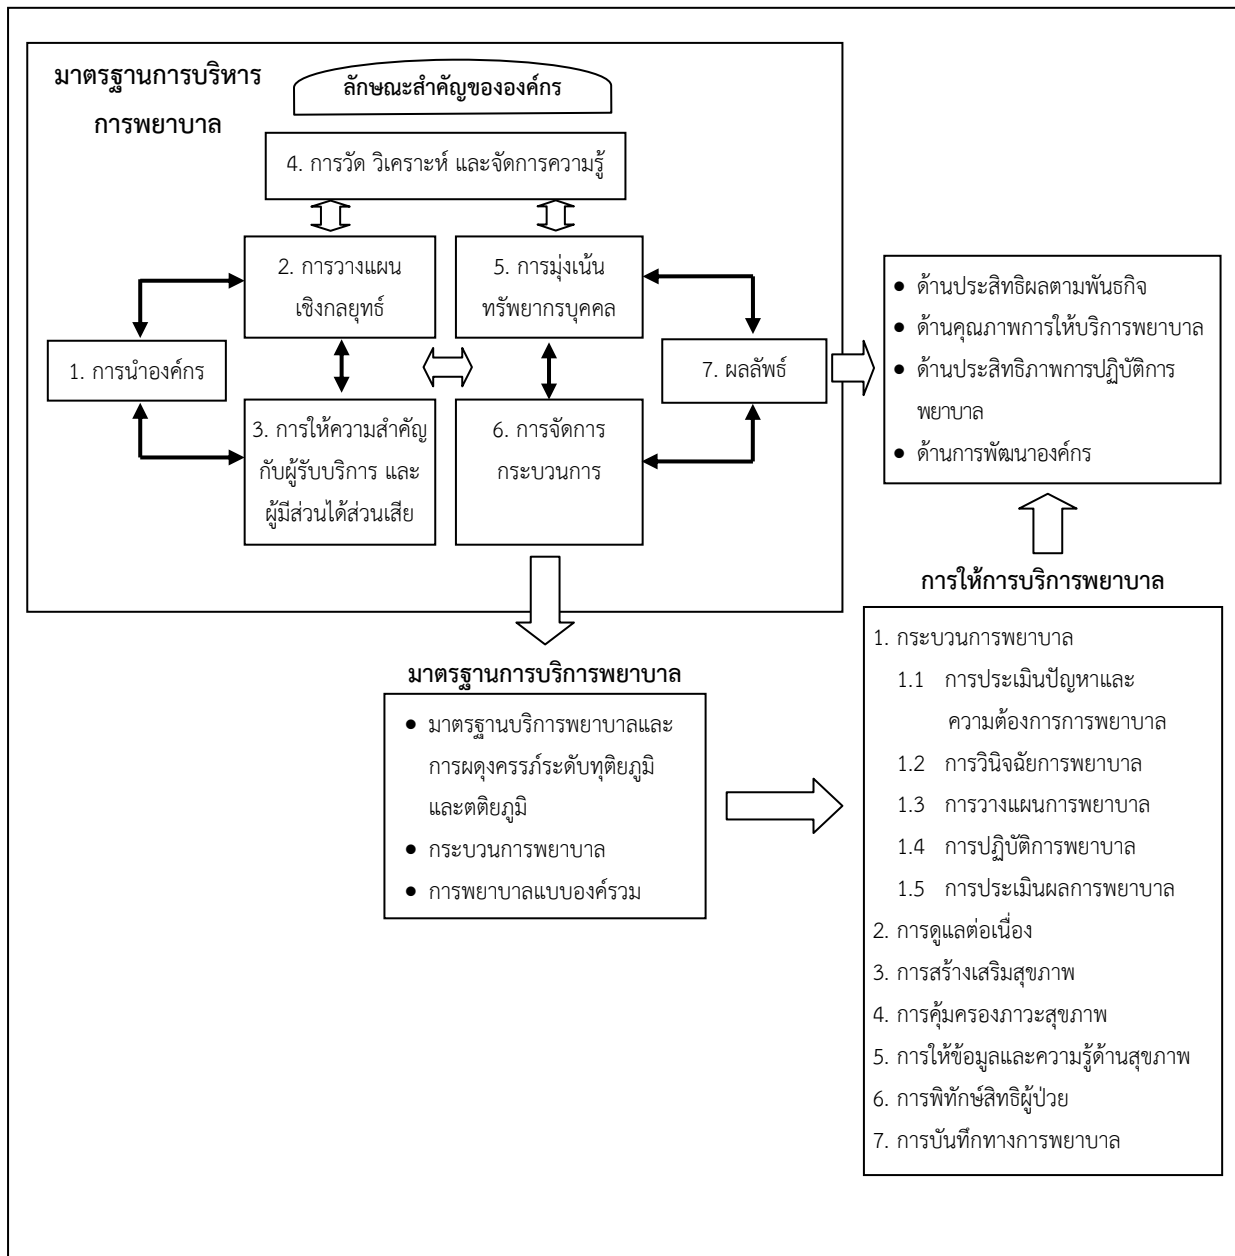 มาตรฐานการบริหาร
การพยาบาล
ลักษณะสำคัญขององค์กร
4. การวัด วิเคราะห์ และจัดการความรู้
2. การวางแผน
เชิงกลยุทธ์
5. การมุ่งเน้น
ทรัพยากรบุคคล
1. การนำองค์กร
7. ผลลัพธ์
3. การให้ความสำคัญ
กับผู้รับบริการ และ
ผู้มีส่วนได้ส่วนเสีย
6. การจัดการ
กระบวนการ
● ด้านประสิทธิผลตามพันธกิจ
● ด้านคุณภาพการให้บริการพยาบาล
● ด้านประสิทธิภาพการปฏิบัติการ
พยาบาล
● ด้านการพัฒนาองค์กร
มาตรฐานการบริการพยาบาล
● มาตรฐานบริการพยาบาลและ
การผดุงครรภ์ระดับทุติยภูมิ
และตติยภูมิ
● กระบวนการพยาบาล
● การพยาบาลแบบองค์รวม
การให้การบริการพยาบาล
1. กระบวนการพยาบาล
1.1 การประเมินปัญหาและ
ความต้องการการพยาบาล
1.2 การวินิจฉัยการพยาบาล
1.3 การวางแผนการพยาบาล
1.4 การปฏิบัติการพยาบาล
1.5 การประเมินผลการพยาบาล
2. การดูแลต่อเนื่อง
3. การสร้างเสริมสุขภาพ
4. การคุ้มครองภาวะสุขภาพ
5. การให้ข้อมูลและความรู้ด้านสุขภาพ
6. การพิทักษ์สิทธิผู้ป่วย
7. การบันทึกทางการพยาบาล